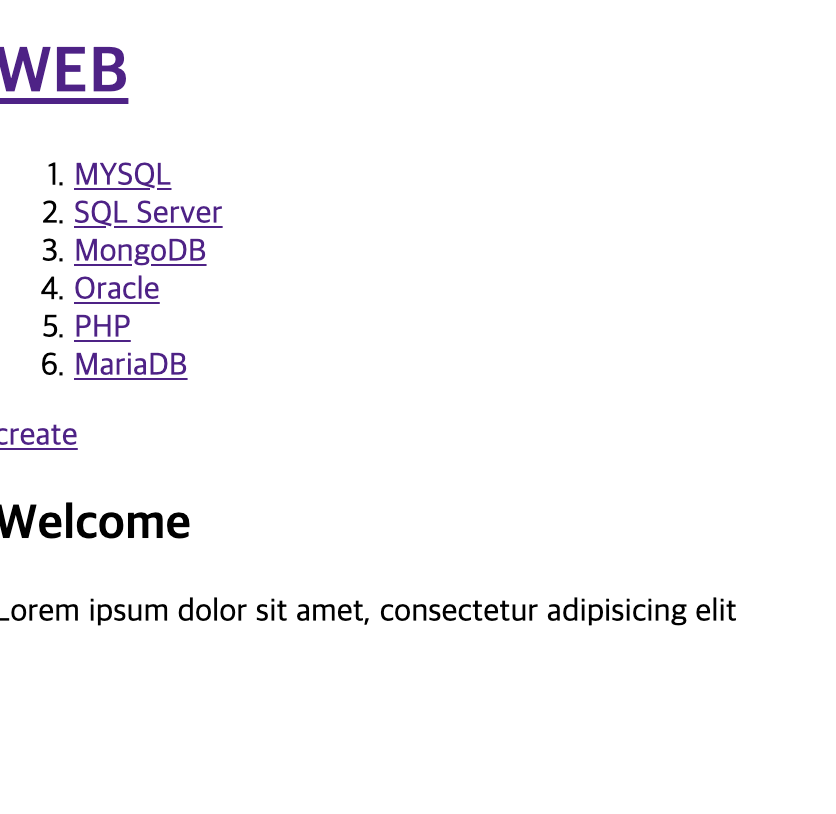 WEB
1. MYSQL
2. SQL Server
3. MongoDB
4. Oracle
5. PHP
6. MariaDB
create
Welcome
Lorem ipsum dolor sit amet, consectetur adipisicing elit